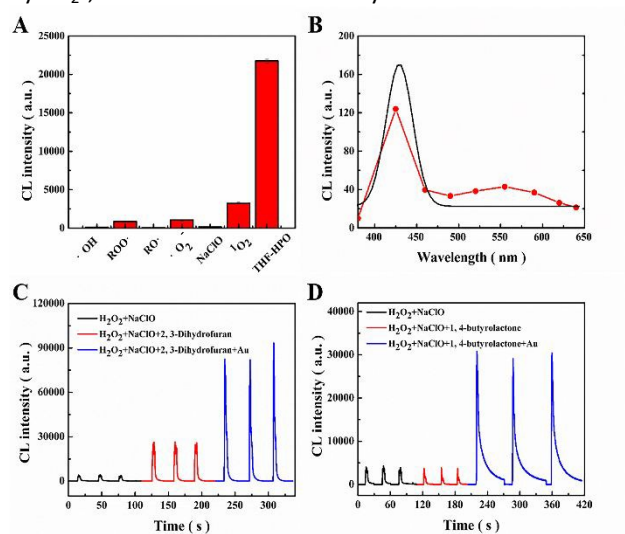 A
CL intensity ( a.u. )
25000
20000
15000
10000
5000
0
· OH
ROO·
RO·
· O₂⁻
NaClO
¹O₂
THF-HPO
B
CL intensity ( a.u. )
200
160
120
80
40
0
400 450 500 550 600 650
Wavelength ( nm )
C
CL intensity ( a.u. )
120000
90000
60000
30000
0
H₂O₂+NaClO
H₂O₂+NaClO+2, 3-Dihydrofuran
H₂O₂+NaClO+2, 3-Dihydrofuran+Au
0 50 100 150 200 250 300
Time ( s )
D
CL intensity ( a.u. )
40000
30000
20000
10000
0
H₂O₂+NaClO
H₂O₂+NaClO+1, 4-butyrolactone
H₂O₂+NaClO+1, 4-butyrolactone+Au
0 60 120 180 240 300 360 420
Time ( s )